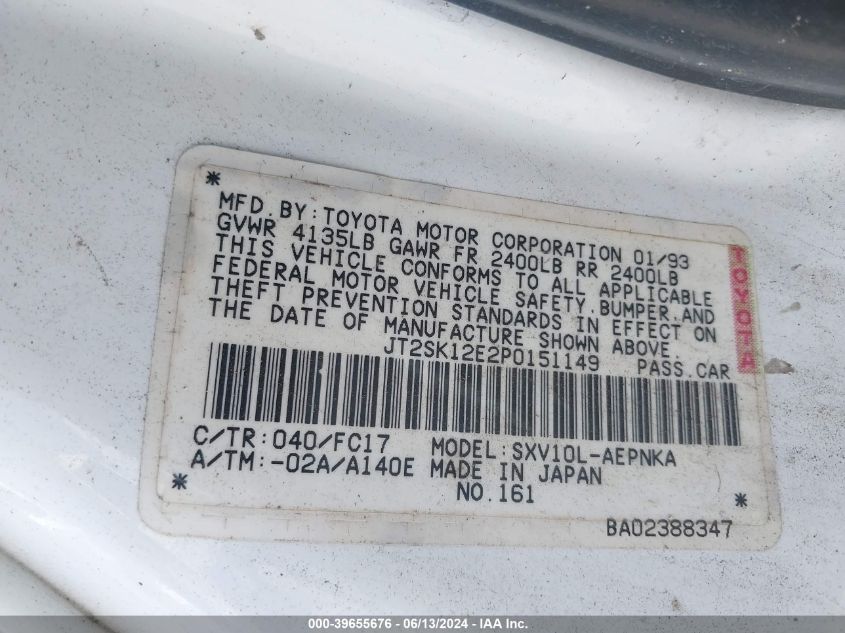 *
MFD.BY:TOYOTA MOTOR CORPORATION 01/93
GVWR 4135LB GAWR FR 2400LB RR 2400LB
THIS VEHICLE CONFORMS TO ALL APPLICABLE
FEDERAL MOTOR VEHICLE SAFETY,BUMPER,AND
THEFT PREVENTION STANDARDS IN EFFECT ON
THE DATE OF MANUFACTURE SHOWN ABOVE.
JT2SK12E2P0151149 PASS.CAR
TOYOTA
C/TR:040/FC17 MODEL:SXV10L-AEPNKA
A/TM:-02A/A140E MADE IN JAPAN
* NO.161 *
BA02388347
000-39655676 / 06/13/2024 - IAA Inc.